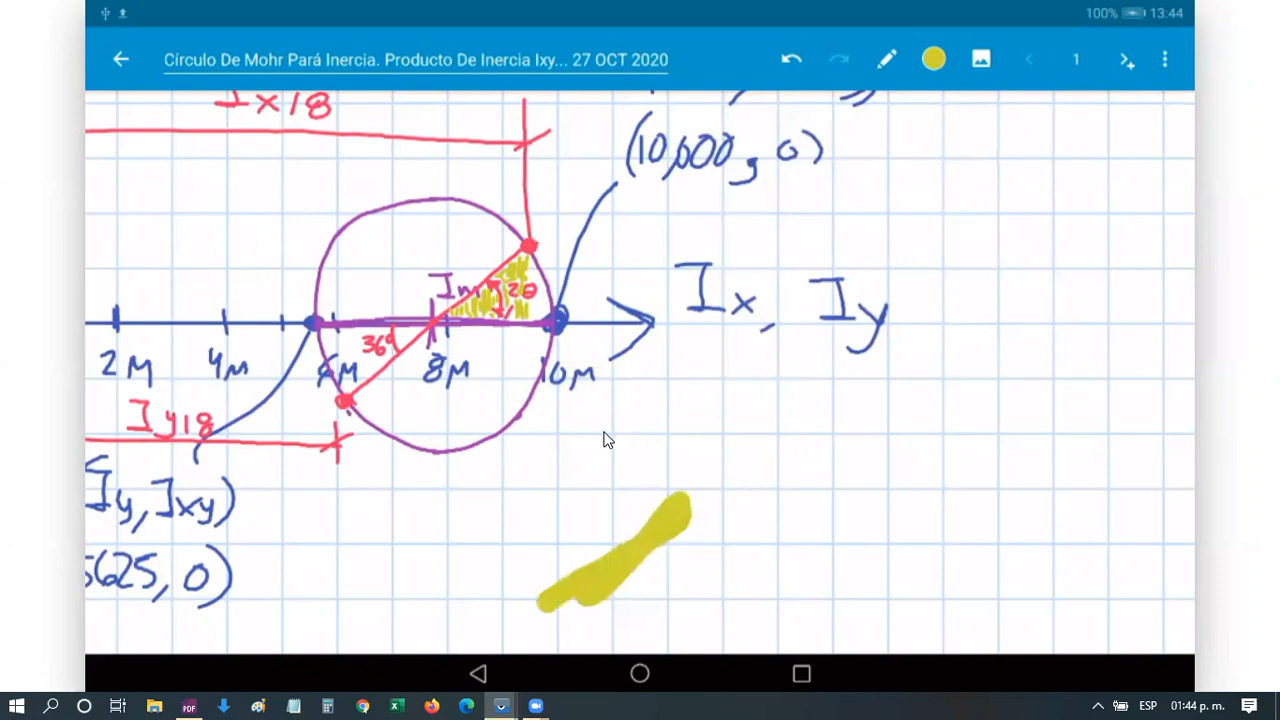 100% 13:44
Círculo De Mohr Pará Inercia. Producto De Inercia Ixy... 27 OCT 2020
1
Ix18
(10,000, 0)
Im
2θ
Ix, Iy
36°
2M 4M 6M 8M 10M
Iy18
Iy, Ixy)
5625, 0)
ESP 01:44 p. m.